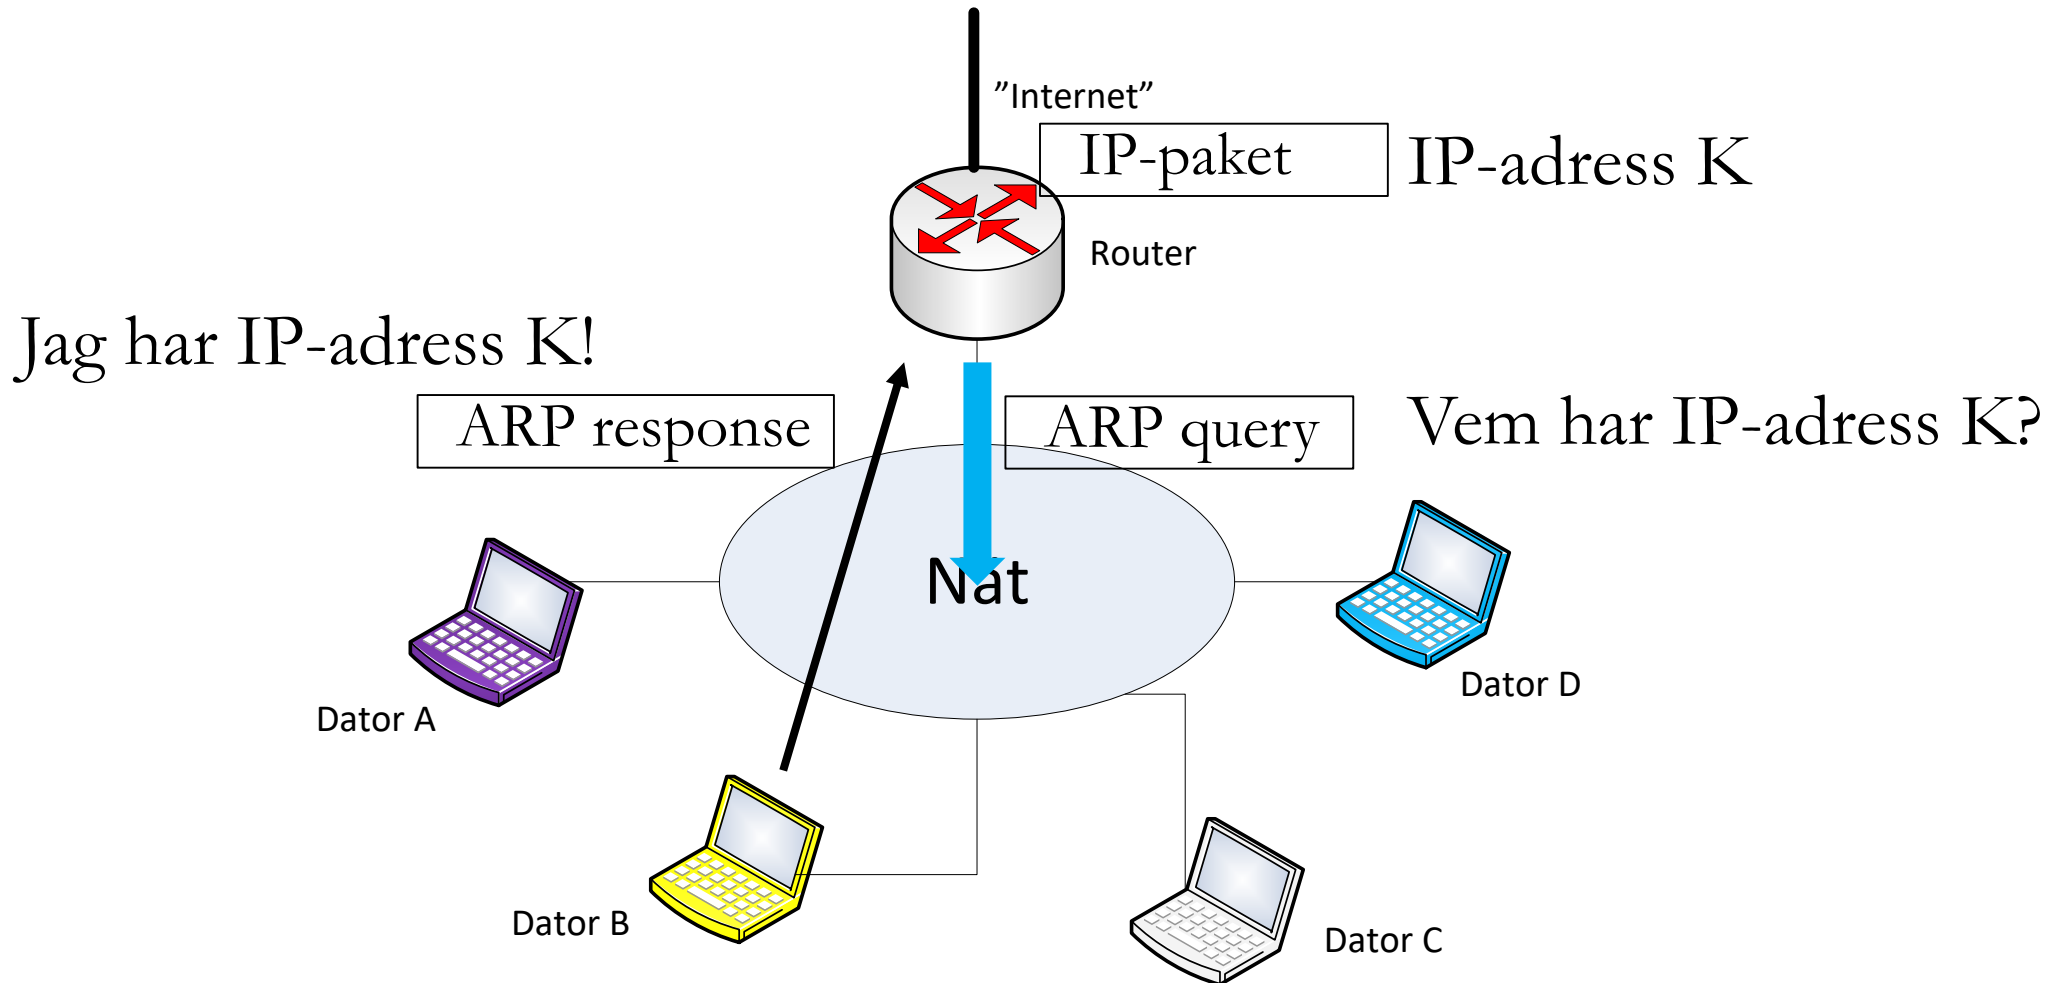 ”Internet”
IP-paket
IP-adress K
Router
Jag har IP-adress K!
ARP response
ARP query
Vem har IP-adress K?
Nät
Dator A
Dator D
Dator B
Dator C